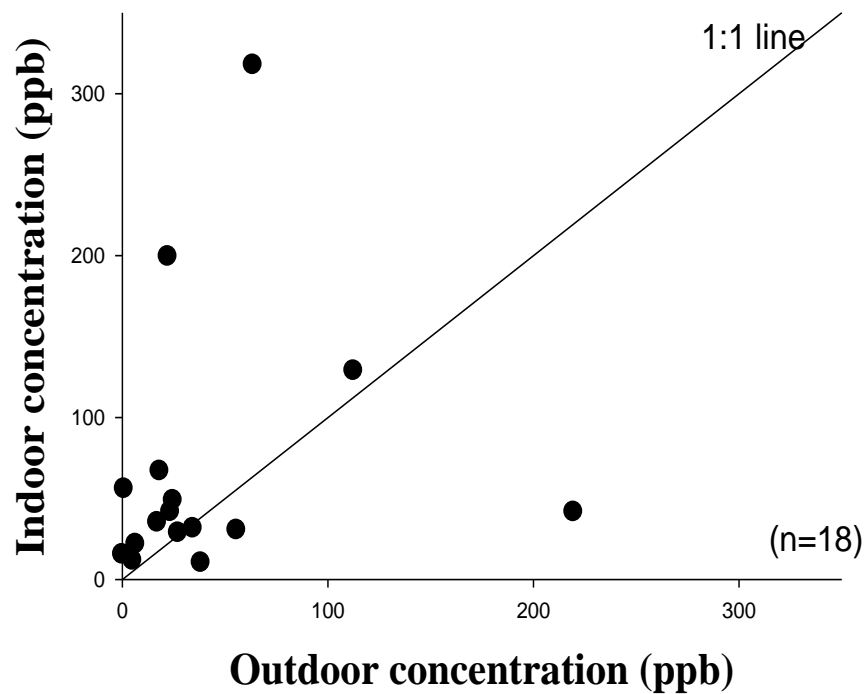 1:1 line
300
200
100
0
Indoor concentration (ppb)
(n=18)
0 100 200 300
Outdoor concentration (ppb)